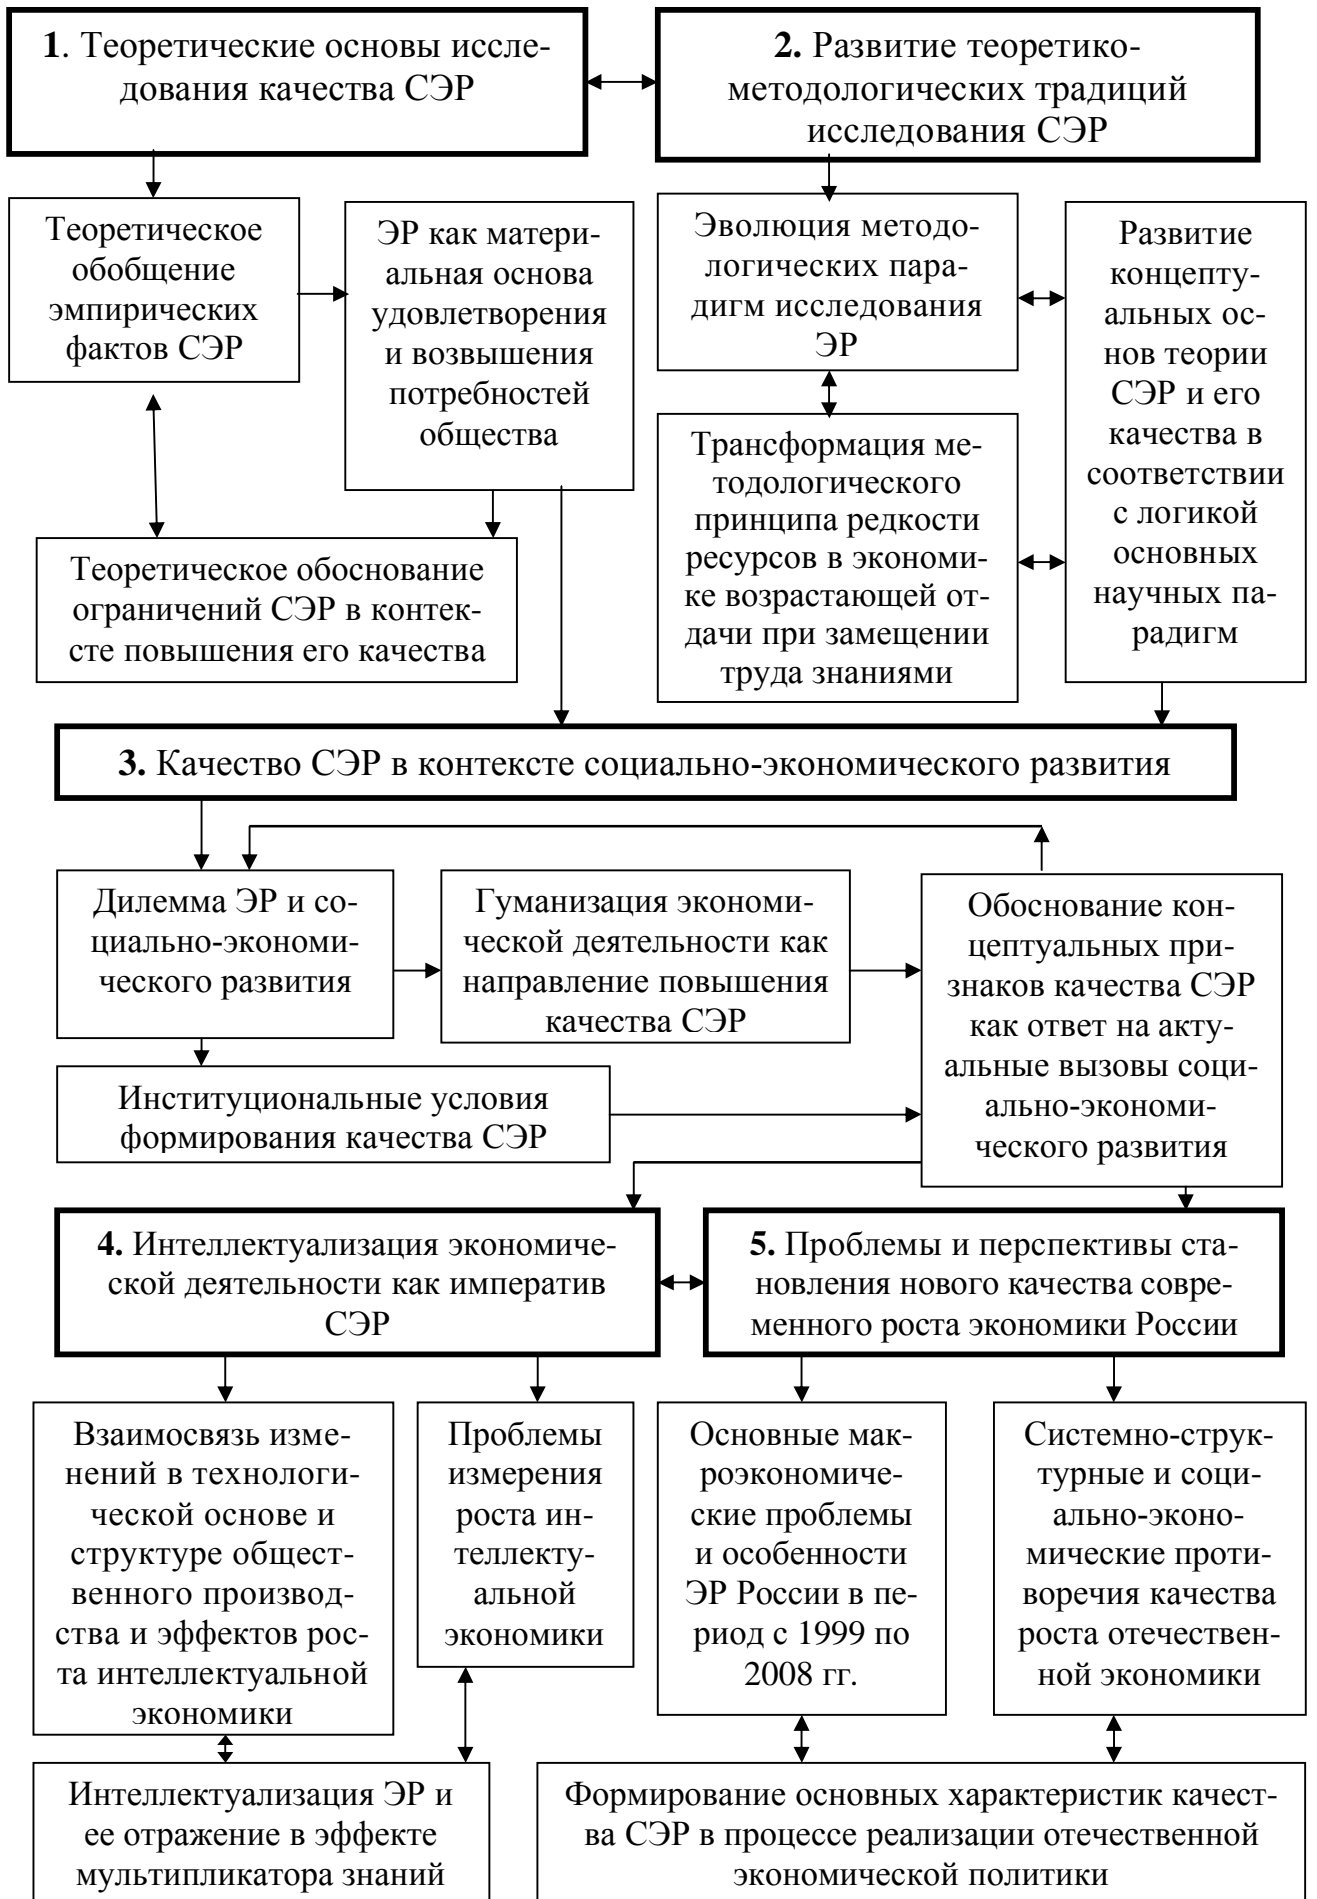 1. Теоретические основы иссле-
дования качества СЭР
2. Развитие теоретико-
методологических традиций
исследования СЭР
Теоретическое
обобщение
эмпирических
фактов СЭР
ЭР как матери-
альная основа
удовлетворения
и возвышения
потребностей
общества
Эволюция методо-
логических пара-
дигм исследования
ЭР
Развитие
концепту-
альных ос-
нов теории
СЭР и его
качества в
соответствии
с логикой
основных
научных па-
радигм
Трансформация ме-
тодологического
принципа редкости
ресурсов в экономи-
ке возрастающей от-
дачи при замещении
труда знаниями
Теоретическое обоснование
ограничений СЭР в контек-
сте повышения его качества
3. Качество СЭР в контексте социально-экономического развития
Дилемма ЭР и со-
циально-экономи-
ческого развития
Гуманизация экономи-
ческой деятельности как
направление повышения
качества СЭР
Обоснование кон-
цептуальных при-
знаков качества СЭР
как ответ на акту-
альные вызовы соци-
ально-экономи-
ческого развития
Институциональные условия
формирования качества СЭР
4. Интеллектуализация экономиче-
ской деятельности как императив
СЭР
5. Проблемы и перспективы ста-
новления нового качества совре-
менного роста экономики России
Взаимосвязь изме-
нений в технологи-
ческой основе и
структуре общест-
венного производ-
ства и эффектов рос-
та интеллектуальной
экономики
Проблемы
измерения
роста ин-
теллекту-
альной
экономики
Основные мак-
роэкономиче-
ские проблемы
и особенности
ЭР России в пе-
риод с 1999 по
2008 гг.
Системно-струк-
турные и соци-
ально-эконо-
мические проти-
воречия качества
роста отечествен-
ной экономики
Интеллектуализация ЭР и
ее отражение в эффекте
мультипликатора знаний
Формирование основных характеристик качест-
ва СЭР в процессе реализации отечественной
экономической политики